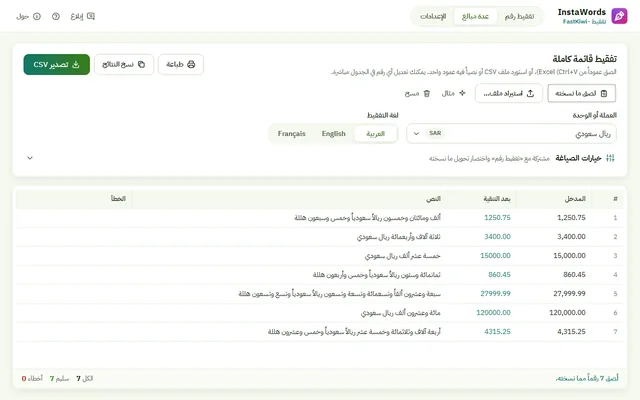 InstaWords
تفقيط · FastKiwi
تفقيط رقم
عدة مبالغ
الإعدادات
إبلاغ
حول
تفقيط قائمة كاملة
الصق عموداً من Excel (Ctrl+V)، أو استورد ملف CSV أو نصياً فيه عمود واحد. يمكنك تعديل أي رقم في الجدول مباشرة.
طباعة
نسخ النتائج
تصدير CSV
الصق ما نسخته
استيراد ملف...
مثال
مسح
العملة أو الوحدة
لغة التفقيط
ريال سعودي SAR
العربية
English
Français
خيارات الصياغة
مشتركة مع «تفقيط رقم» واختصار تحويل ما نسخته
# المدخل بعد التنقية النص الخطأ
1 1,250.75 1250.75 ألف ومائتان وخمسون ريالاً سعودياً وخمس وسبعون هللة
2 3,400.00 3400.00 ثلاثة آلاف وأربعمائة ريال سعودي
3 15,000.00 15000.00 خمسة عشر ألف ريال سعودي
4 860.45 860.45 ثمانمائة وستون ريالاً سعودياً وخمس وأربعون هللة
5 27,999.99 27999.99 سبعة وعشرون ألفاً وتسعمائة وتسعة وتسعون ريالاً سعودياً وتسع وتسعون هللة
6 120,000.00 120000.00 مائة وعشرون ألف ريال سعودي
7 4,315.25 4315.25 أربعة آلاف وثلاثمائة وخمسة عشر ريالاً سعودياً وخمس وعشرون هللة
أُلصق 7 رقماً مما نسخته.
الكل 7 سليم 7 أخطاء 0